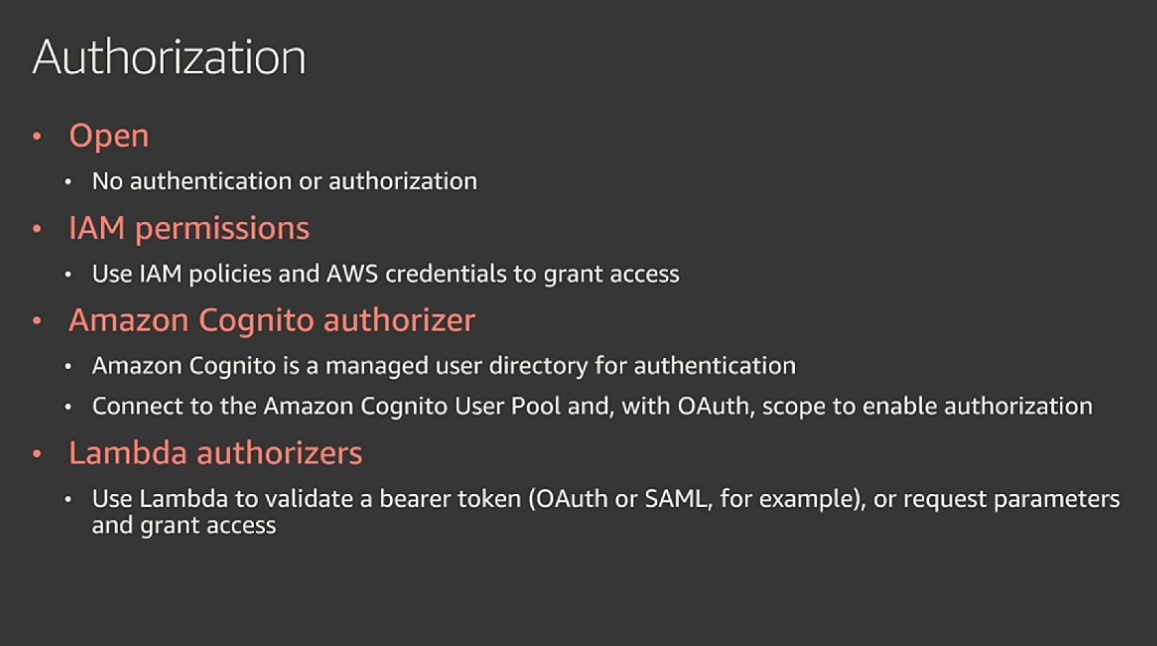 Authorization
• Open
• No authentication or authorization
• IAM permissions
• Use IAM policies and AWS credentials to grant access
• Amazon Cognito authorizer
• Amazon Cognito is a managed user directory for authentication
• Connect to the Amazon Cognito User Pool and, with OAuth, scope to enable authorization
• Lambda authorizers
• Use Lambda to validate a bearer token (OAuth or SAML, for example), or request parameters
and grant access